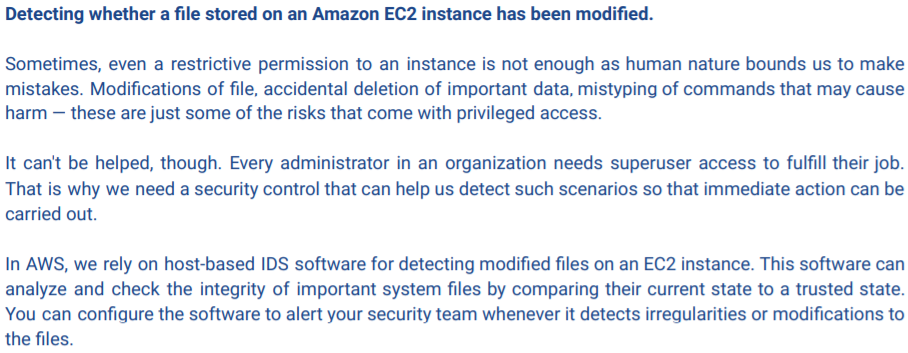 Detecting whether a file stored on an Amazon EC2 instance has been modified.
Sometimes, even a restrictive permission to an instance is not enough as human nature bounds us to make
mistakes. Modifications of file, accidental deletion of important data, mistyping of commands that may cause
harm — these are just some of the risks that come with privileged access.
It can't be helped, though. Every administrator in an organization needs superuser access to fulfill their job.
That is why we need a security control that can help us detect such scenarios so that immediate action can be
carried out.
In AWS, we rely on host-based IDS software for detecting modified files on an EC2 instance. This software can
analyze and check the integrity of important system files by comparing their current state to a trusted state.
You can configure the software to alert your security team whenever it detects irregularities or modifications to
the files.